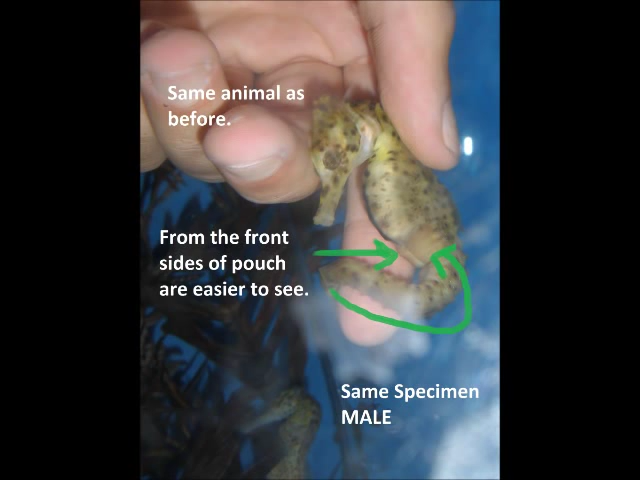 Same animal as
before.
From the front
sides of pouch
are easier to see.
Same Specimen
MALE